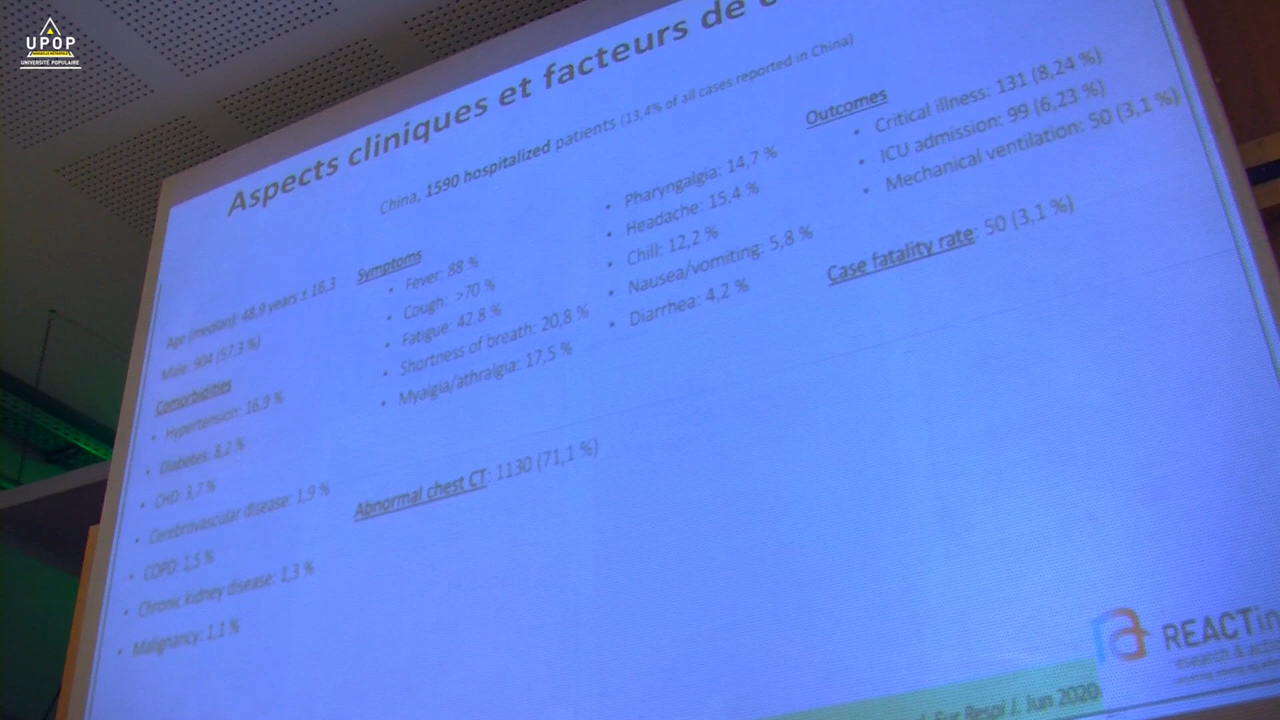 UPOP
UNIVERSITÉ POPULAIRE
Aspects cliniques et facteurs de
China, 1590 hospitalized patients (13,4% of all cases reported in China)
Age (median): 48.9 years ± 16,3
Male: 904 (57,3 %)
Comorbidities
• Hypertension: 16,9 %
• Diabetes: 8,2 %
• CHD: 3,7 %
• Cerebrovascular disease: 1,9 %
• COPD: 1,5 %
• Chronic kidney disease: 1,3 %
• Malignancy: 1,1 %
Symptoms
• Fever: 88 %
• Cough: >70 %
• Fatigue: 42,8 %
• Shortness of breath: 20,8 %
• Myalgia/athralgia: 17,5 %
• Pharyngalgia: 14,7 %
• Headache: 15,4 %
• Chill: 12,2 %
• Nausea/vomiting: 5,8 %
• Diarrhea: 4,2 %
Abnormal chest CT: 1130 (71,1 %)
Outcomes
• Critical illness: 131 (8,24 %)
• ICU admission: 99 (6,23 %)
• Mechanical ventilation: 50 (3,1 %)
Case fatality rate: 50 (3,1 %)
REACTin
research & actio
Eur Respi J. Jun 2020